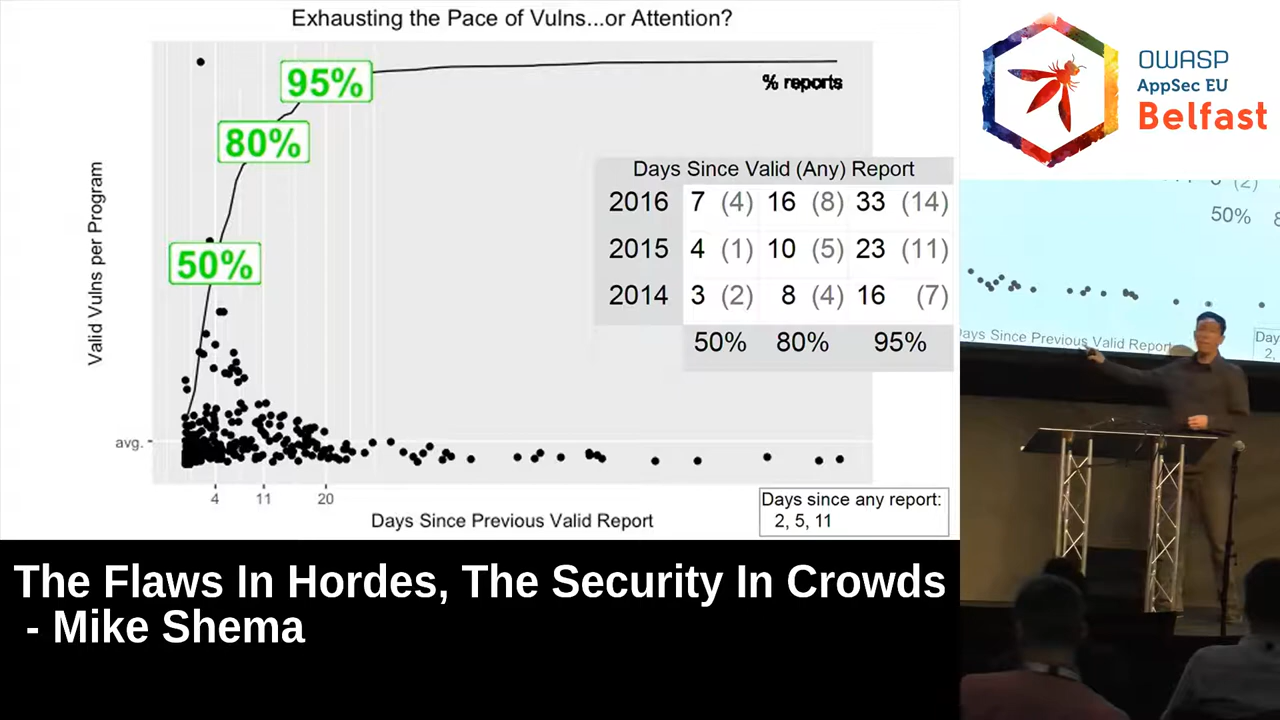 Exhausting the Pace of Vulns...or Attention?
OWASP
AppSec EU
Belfast
95%
% reports
80%
50%
Valid Vulns per Program
Days Since Valid (Any) Report
2016 7 (4) 16 (8) 33 (14)
2015 4 (1) 10 (5) 23 (11)
2014 3 (2) 8 (4) 16 (7)
50% 80% 95%
avg.
4 11 20
Days Since Previous Valid Report
Days since any report:
2, 5, 11
(2)
50% 8
Days Since Previous Valid Report
Day
2,
The Flaws In Hordes, The Security In Crowds
- Mike Shema